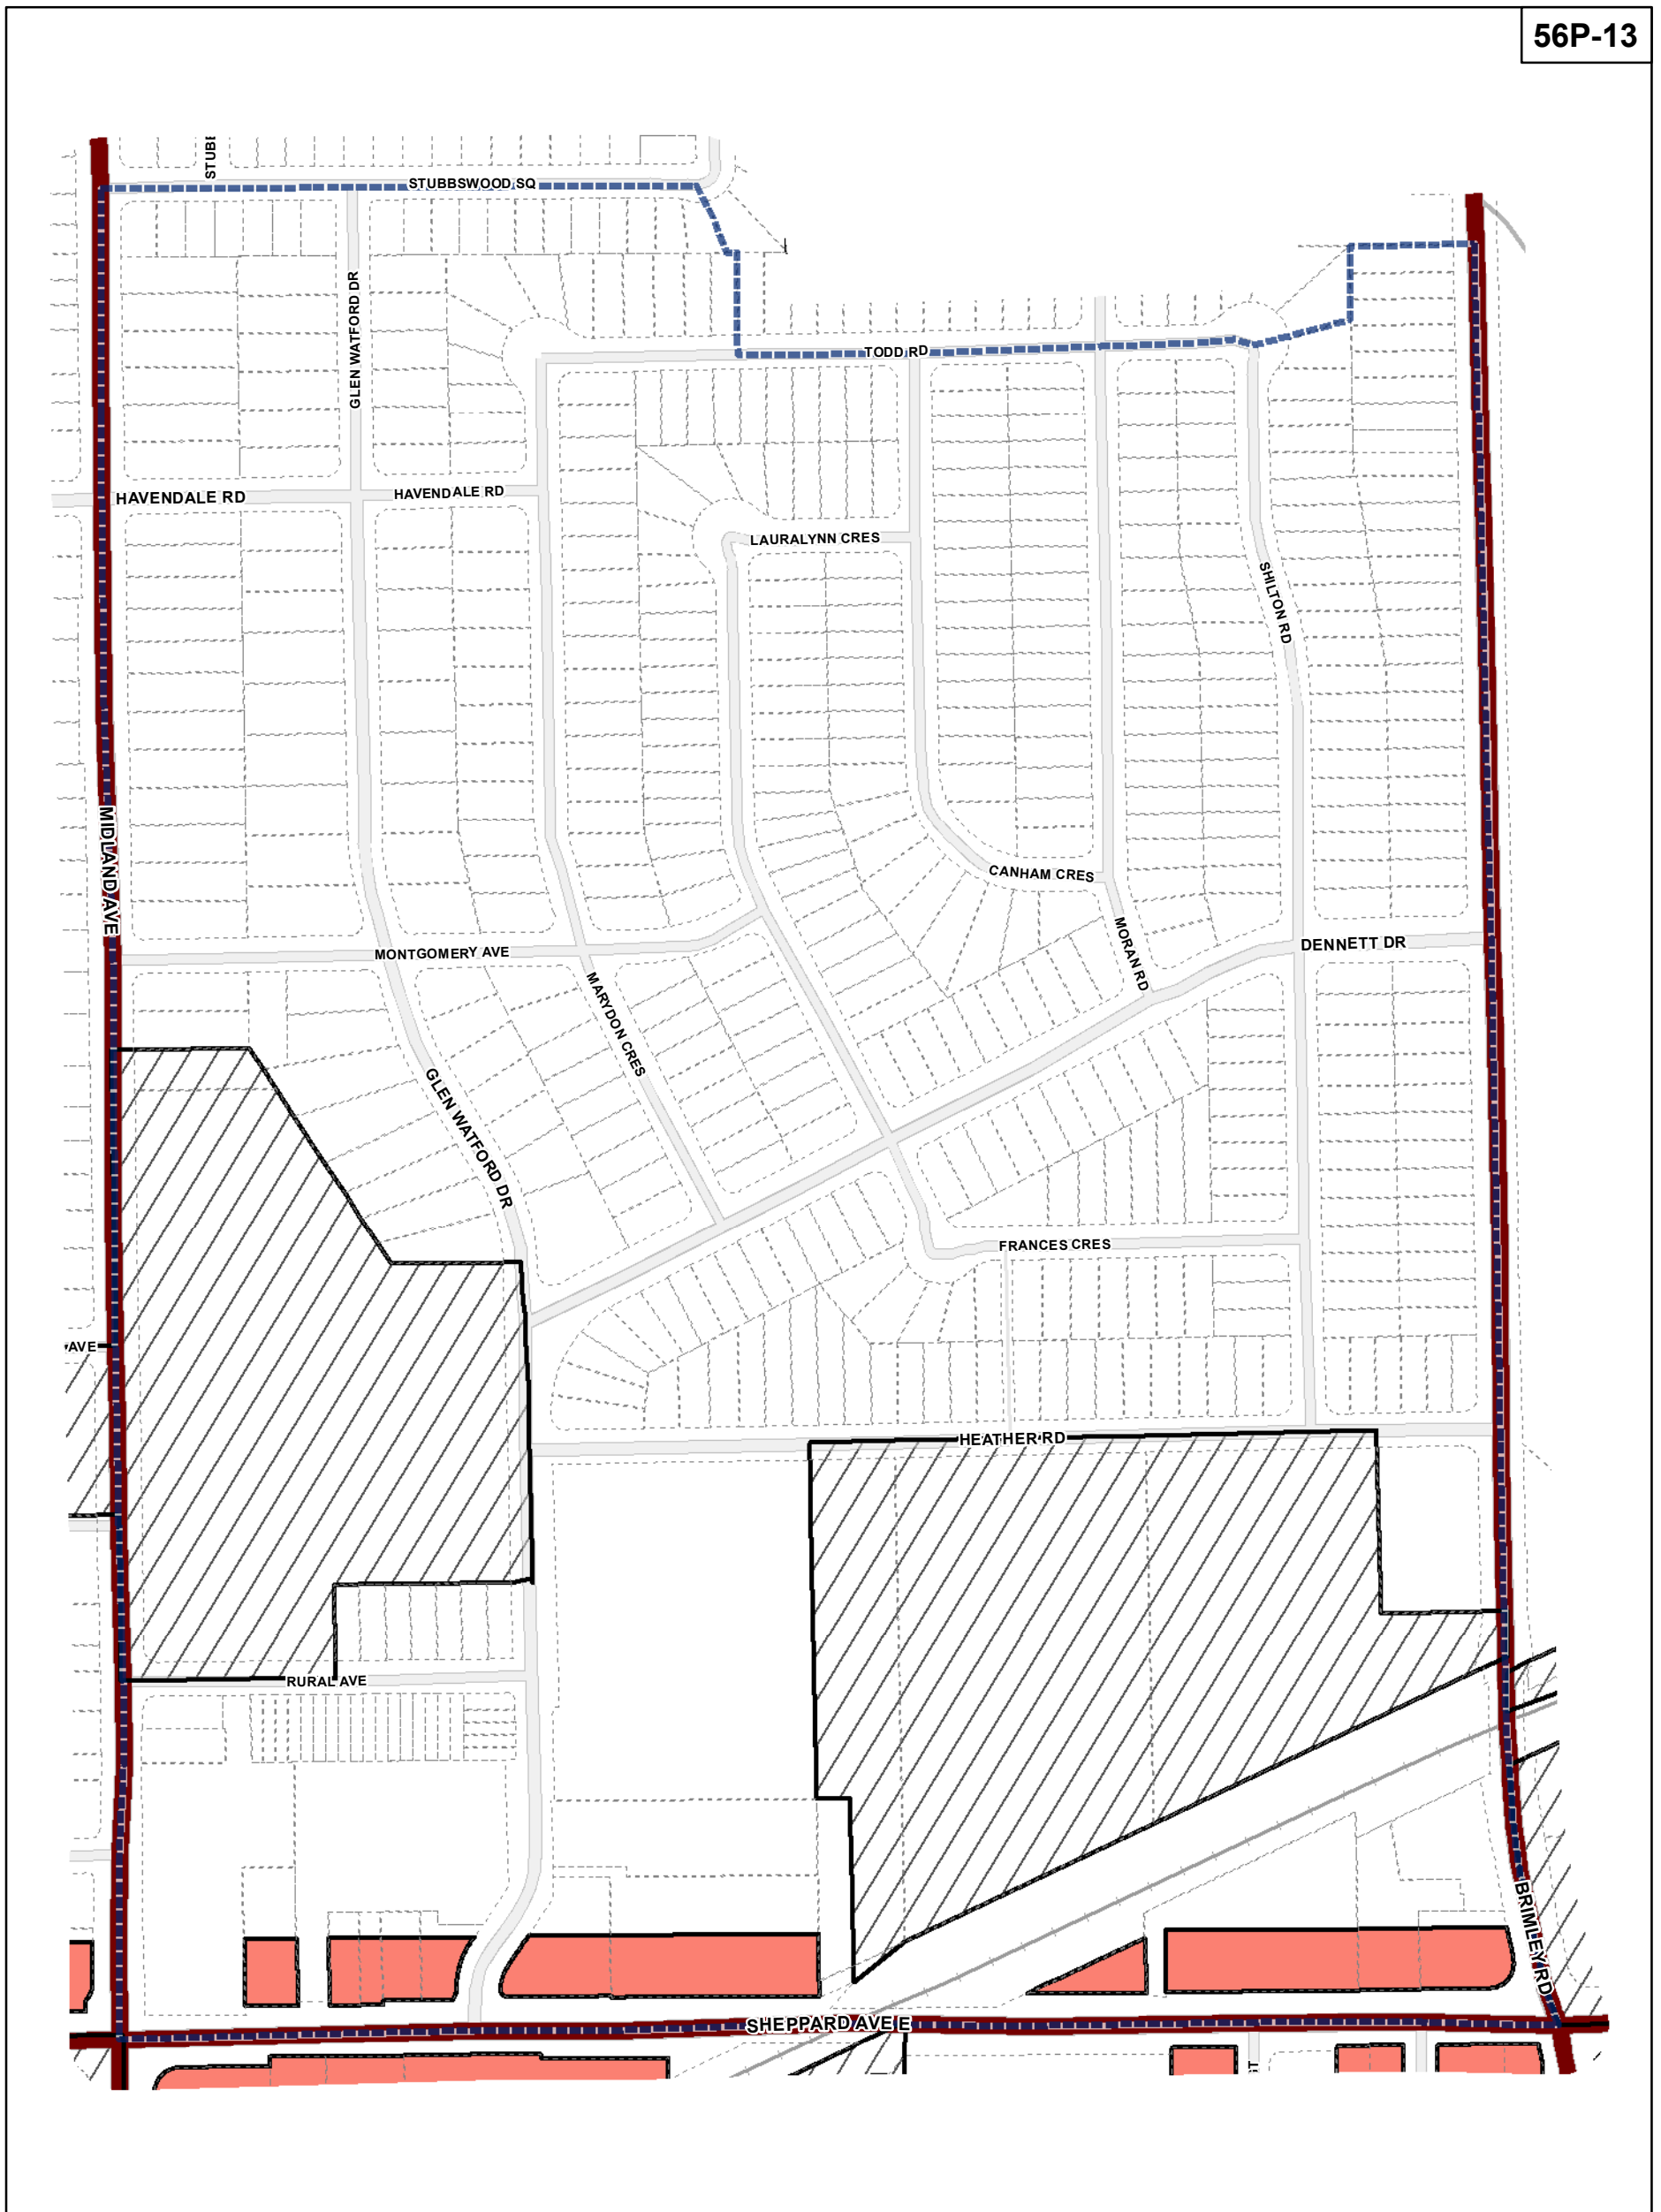 56P-13
STUBB
STUBBSWOOD SQ
GLEN WATFORD DR
TODD RD
HAVENDALE RD
HAVENDALE RD
LAURALYNN CRES
SHILTON RD
MIDLAND AVE
CANHAM CRES
MORAN RD
DENNETT DR
MONTGOMERY AVE
MARYDON CRES
GLEN WATFORD DR
FRANCES CRES
AVE
HEATHER RD
RURAL AVE
BRIMLEY RD
SHEPPARD AVE E